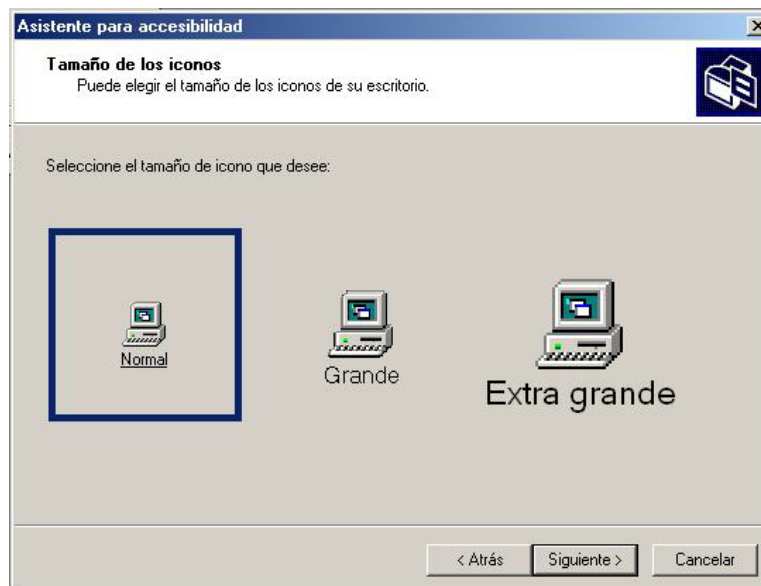 Asistente para accesibilidad
Tamaño de los iconos
Puede elegir el tamaño de los iconos de su escritorio.
Seleccione el tamaño de icono que desee:
Normal
Grande
Extra grande
< Atrás
Siguiente >
Cancelar